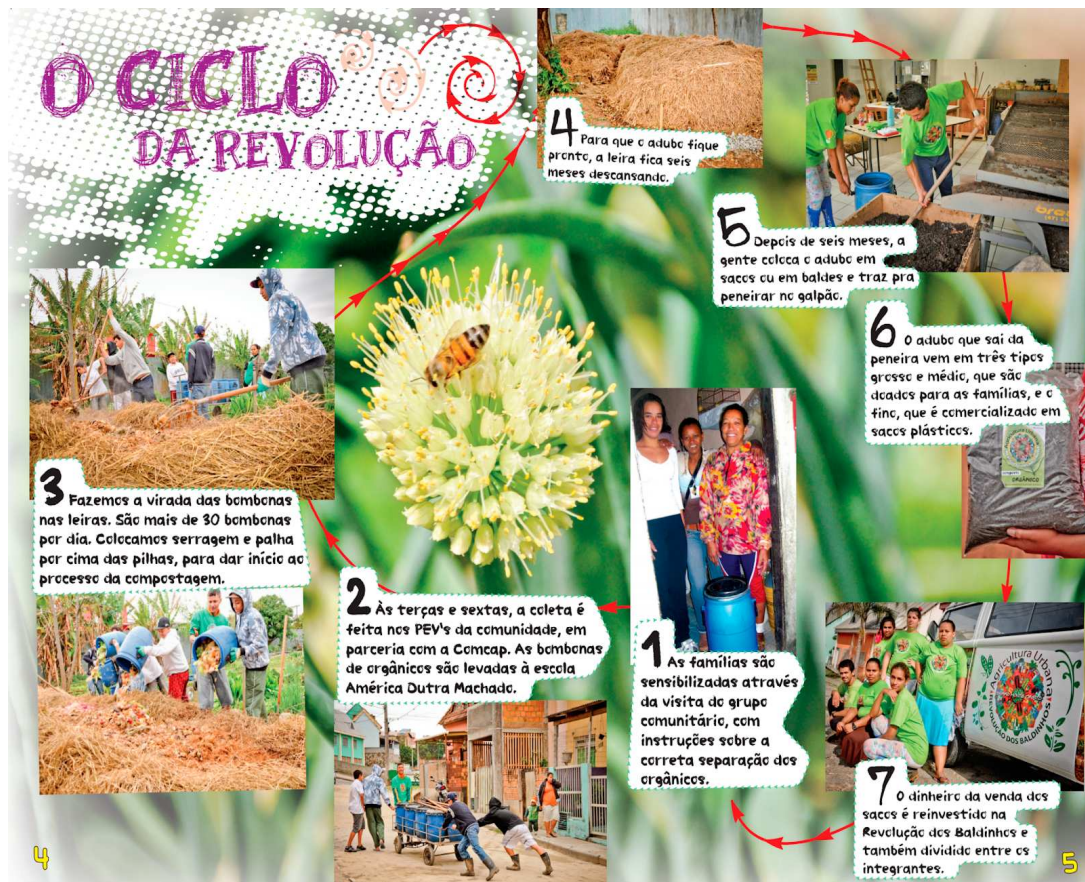 O CICLO
DA REVOLUÇÃO
4 Para que o adubo fique
pronto, a leira fica seis
meses descansando.
5 Depois de seis meses, a
gente coloca o adubo em
sacos ou em baldes e traz pra
peneirar no galpão.
6 O adubo que sai da
peneira vem em três tipos
grosso e médio, que são
doados para as famílias, e o
fino, que é comercializado em
sacos plásticos.
ORGÂNICO
3 Fazemos a virada das bombonas
nas leiras. São mais de 30 bombonas
por dia. Colocamos serragem e palha
por cima das pilhas, para dar início ao
processo da compostagem.
2 Às terças e sextas, a coleta é
feita nos PEV's da comunidade, em
parceria com a Comcap. As bombonas
de orgânicos são levadas à escola
América Dutra Machado.
1 As famílias são
sensibilizadas através
da visita do grupo
comunitário, com
instruções sobre a
correta separação dos
orgânicos.
Agricultura Urbana
REVOLUÇÃO DOS BALDINHOS
7 O dinheiro da venda dos
sacos é reinvestido na
Revolução dos Baldinhos e
também dividido entre os
integrantes.
4
5